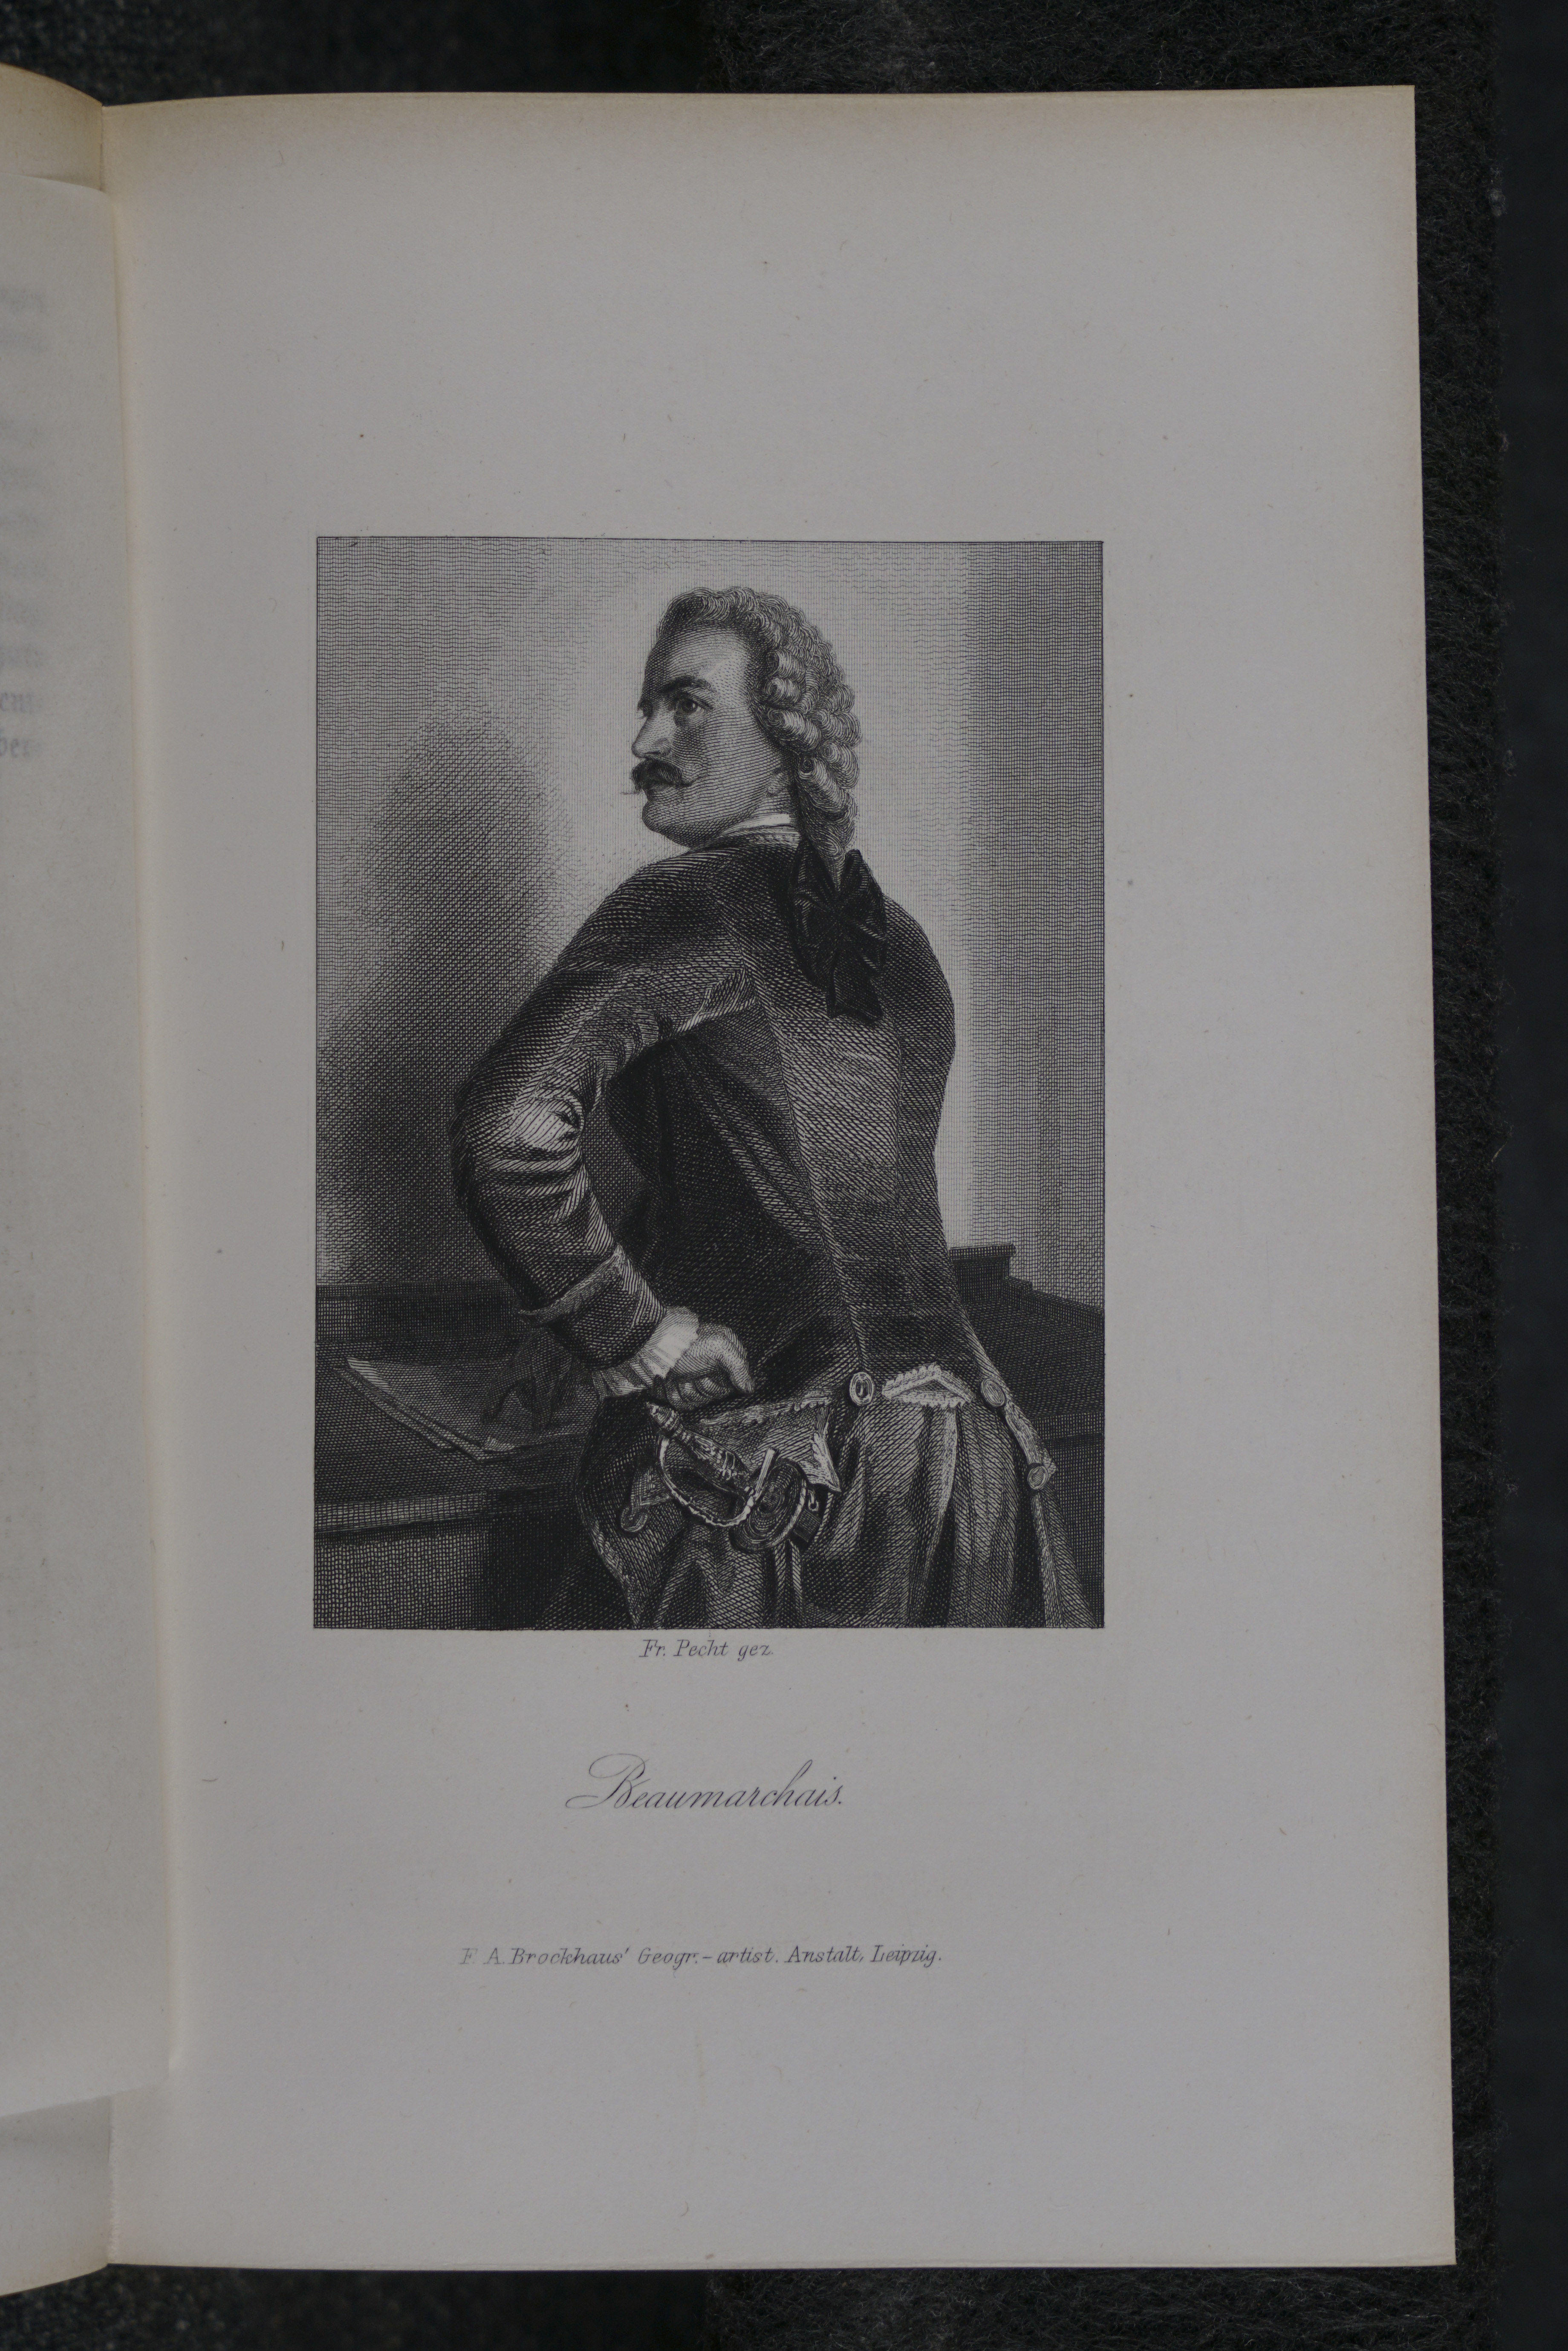 Fr. Pecht gez.
Beaumarchais.
F. A. Brockhaus' Geogr.-artist. Anstalt, Leipzig.